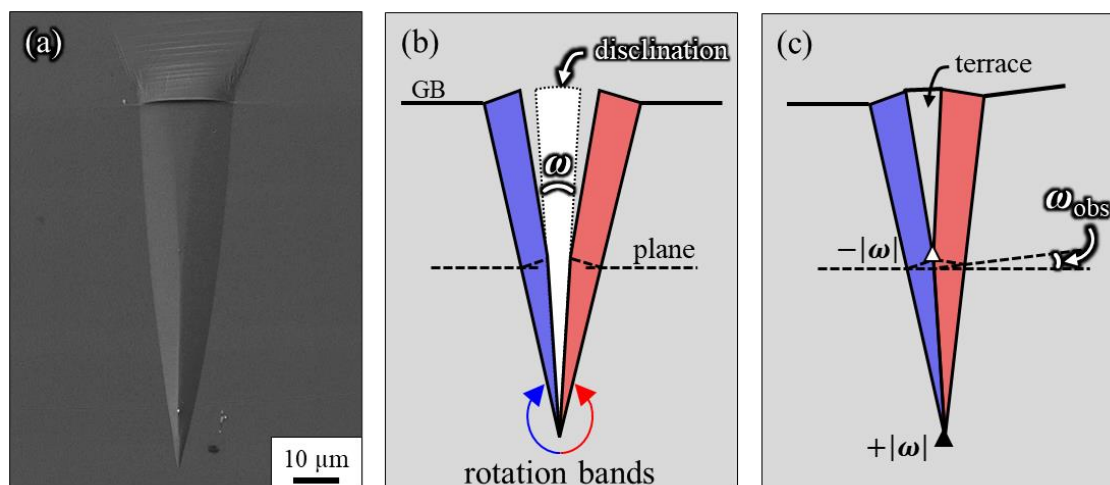 (a)
10 µm
(b)
disclination
GB
ω
plane
rotation bands
(c)
terrace
ω_obs
−|ω|
+|ω|